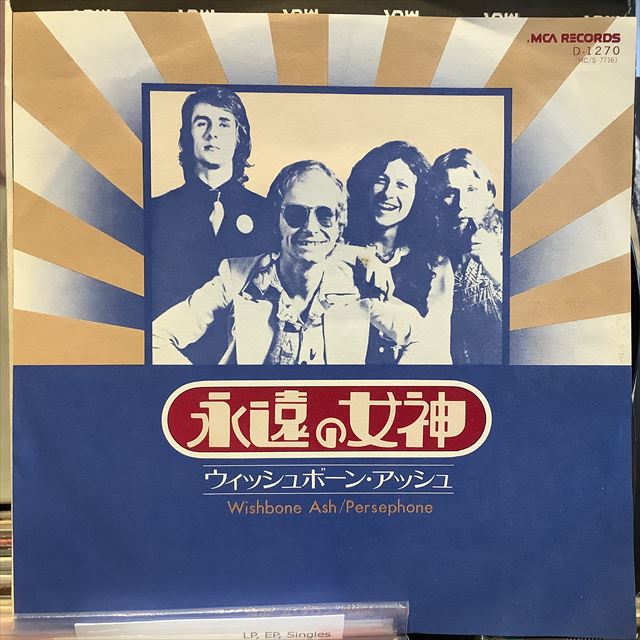 MCA RECORDS
D-1270
MC/S 7716)
永遠の女神
ウィッシュボーン・アッシュ
Wishbone Ash/Persephone
LP, EP, Singles